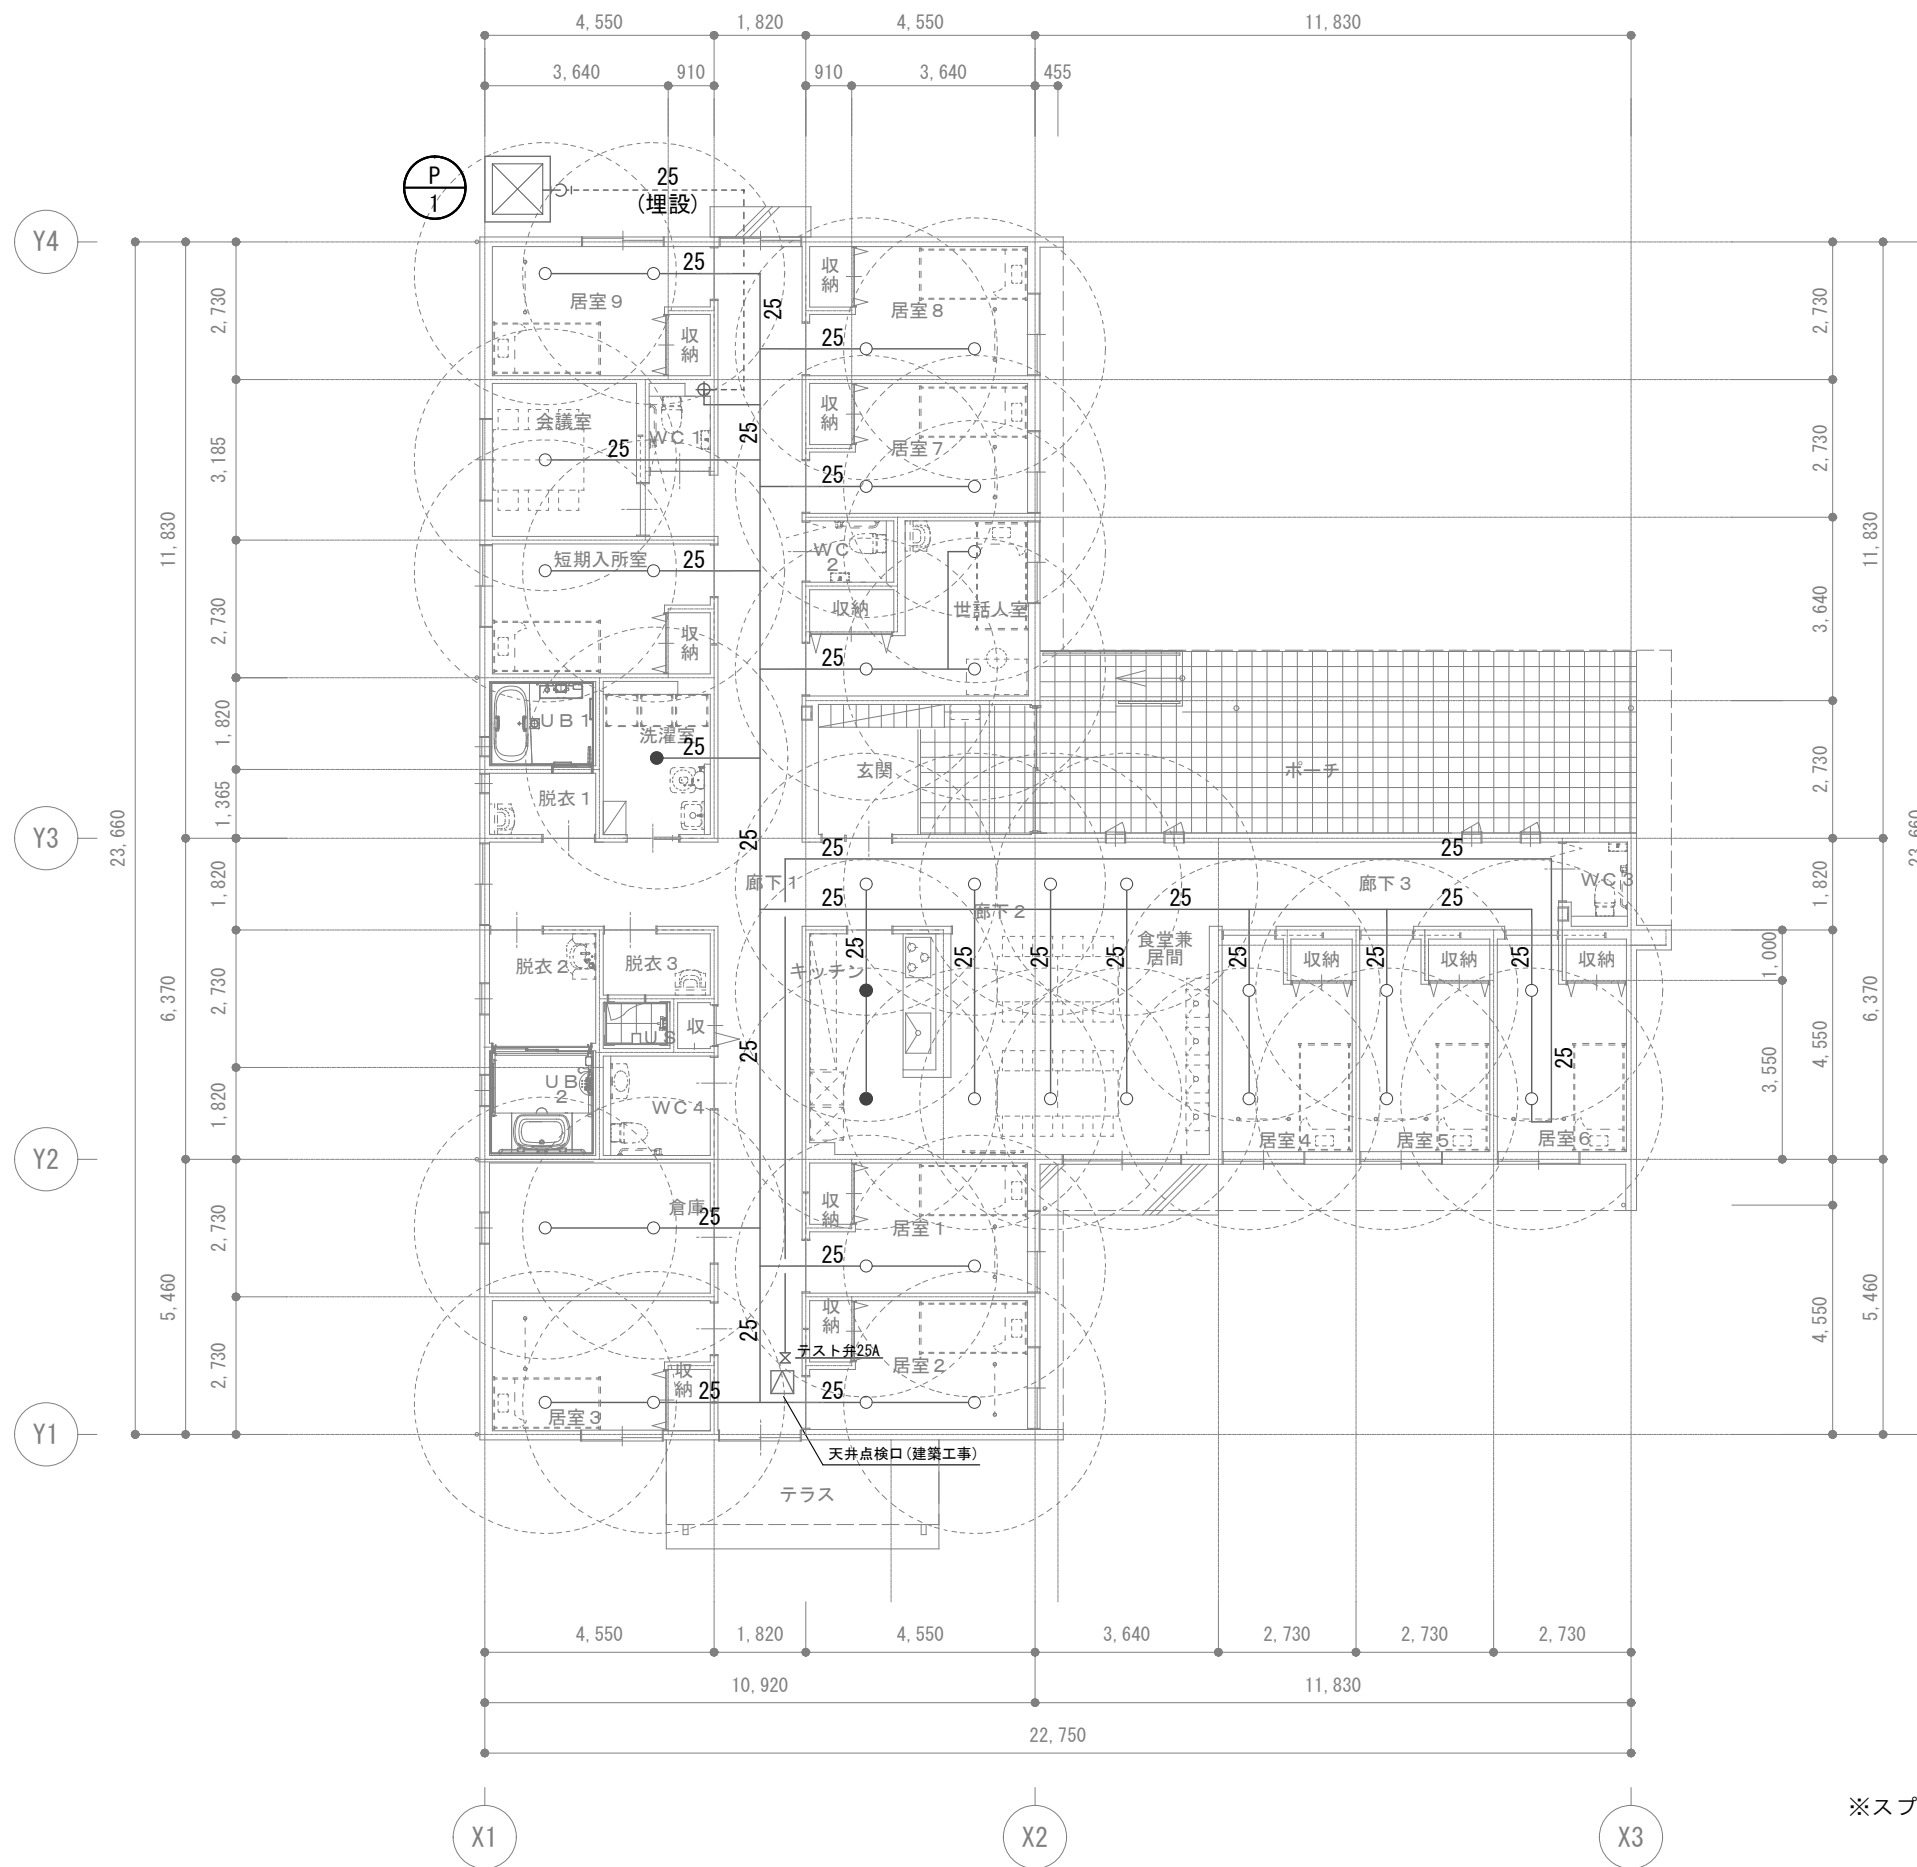 4,550
1,820
4,550
11,830
3,640
910
910
3,640
455
P
1
25
(埋設)
Y4
25
居室9
収納
25
収納
居室8
25
2,730
2,730
収納
会議室
WC1
25
25
収納
居室7
25
3,185
2,730
11,830
11,830
短期入所室
25
WC2
収納
世話人室
25
2,730
3,640
収納
UB1
洗濯室
25
1,820
玄関
ポーチ
脱衣1
1,365
2,730
23,660
23,660
Y3
25
25
25
廊下1
廊下2
廊下3
WC3
25
25
25
25
1,820
1,820
脱衣2
脱衣3
キッチン
食堂兼居間
25
25
25
25
25
25
25
収納
収納
収納
1,000
2,730
6,370
6,370
US
収
25
UB2
WC4
25
3,550
4,550
1,820
居室4
居室5
居室6
Y2
倉庫
25
収納
居室1
25
2,730
5,460
5,460
4,550
25
収納
テスト弁25A
居室2
2,730
収納
25
25
居室3
Y1
天井点検口(建築工事)
テラス
4,550
1,820
4,550
3,640
2,730
2,730
2,730
10,920
11,830
22,750
X1
X2
X3
※スプ